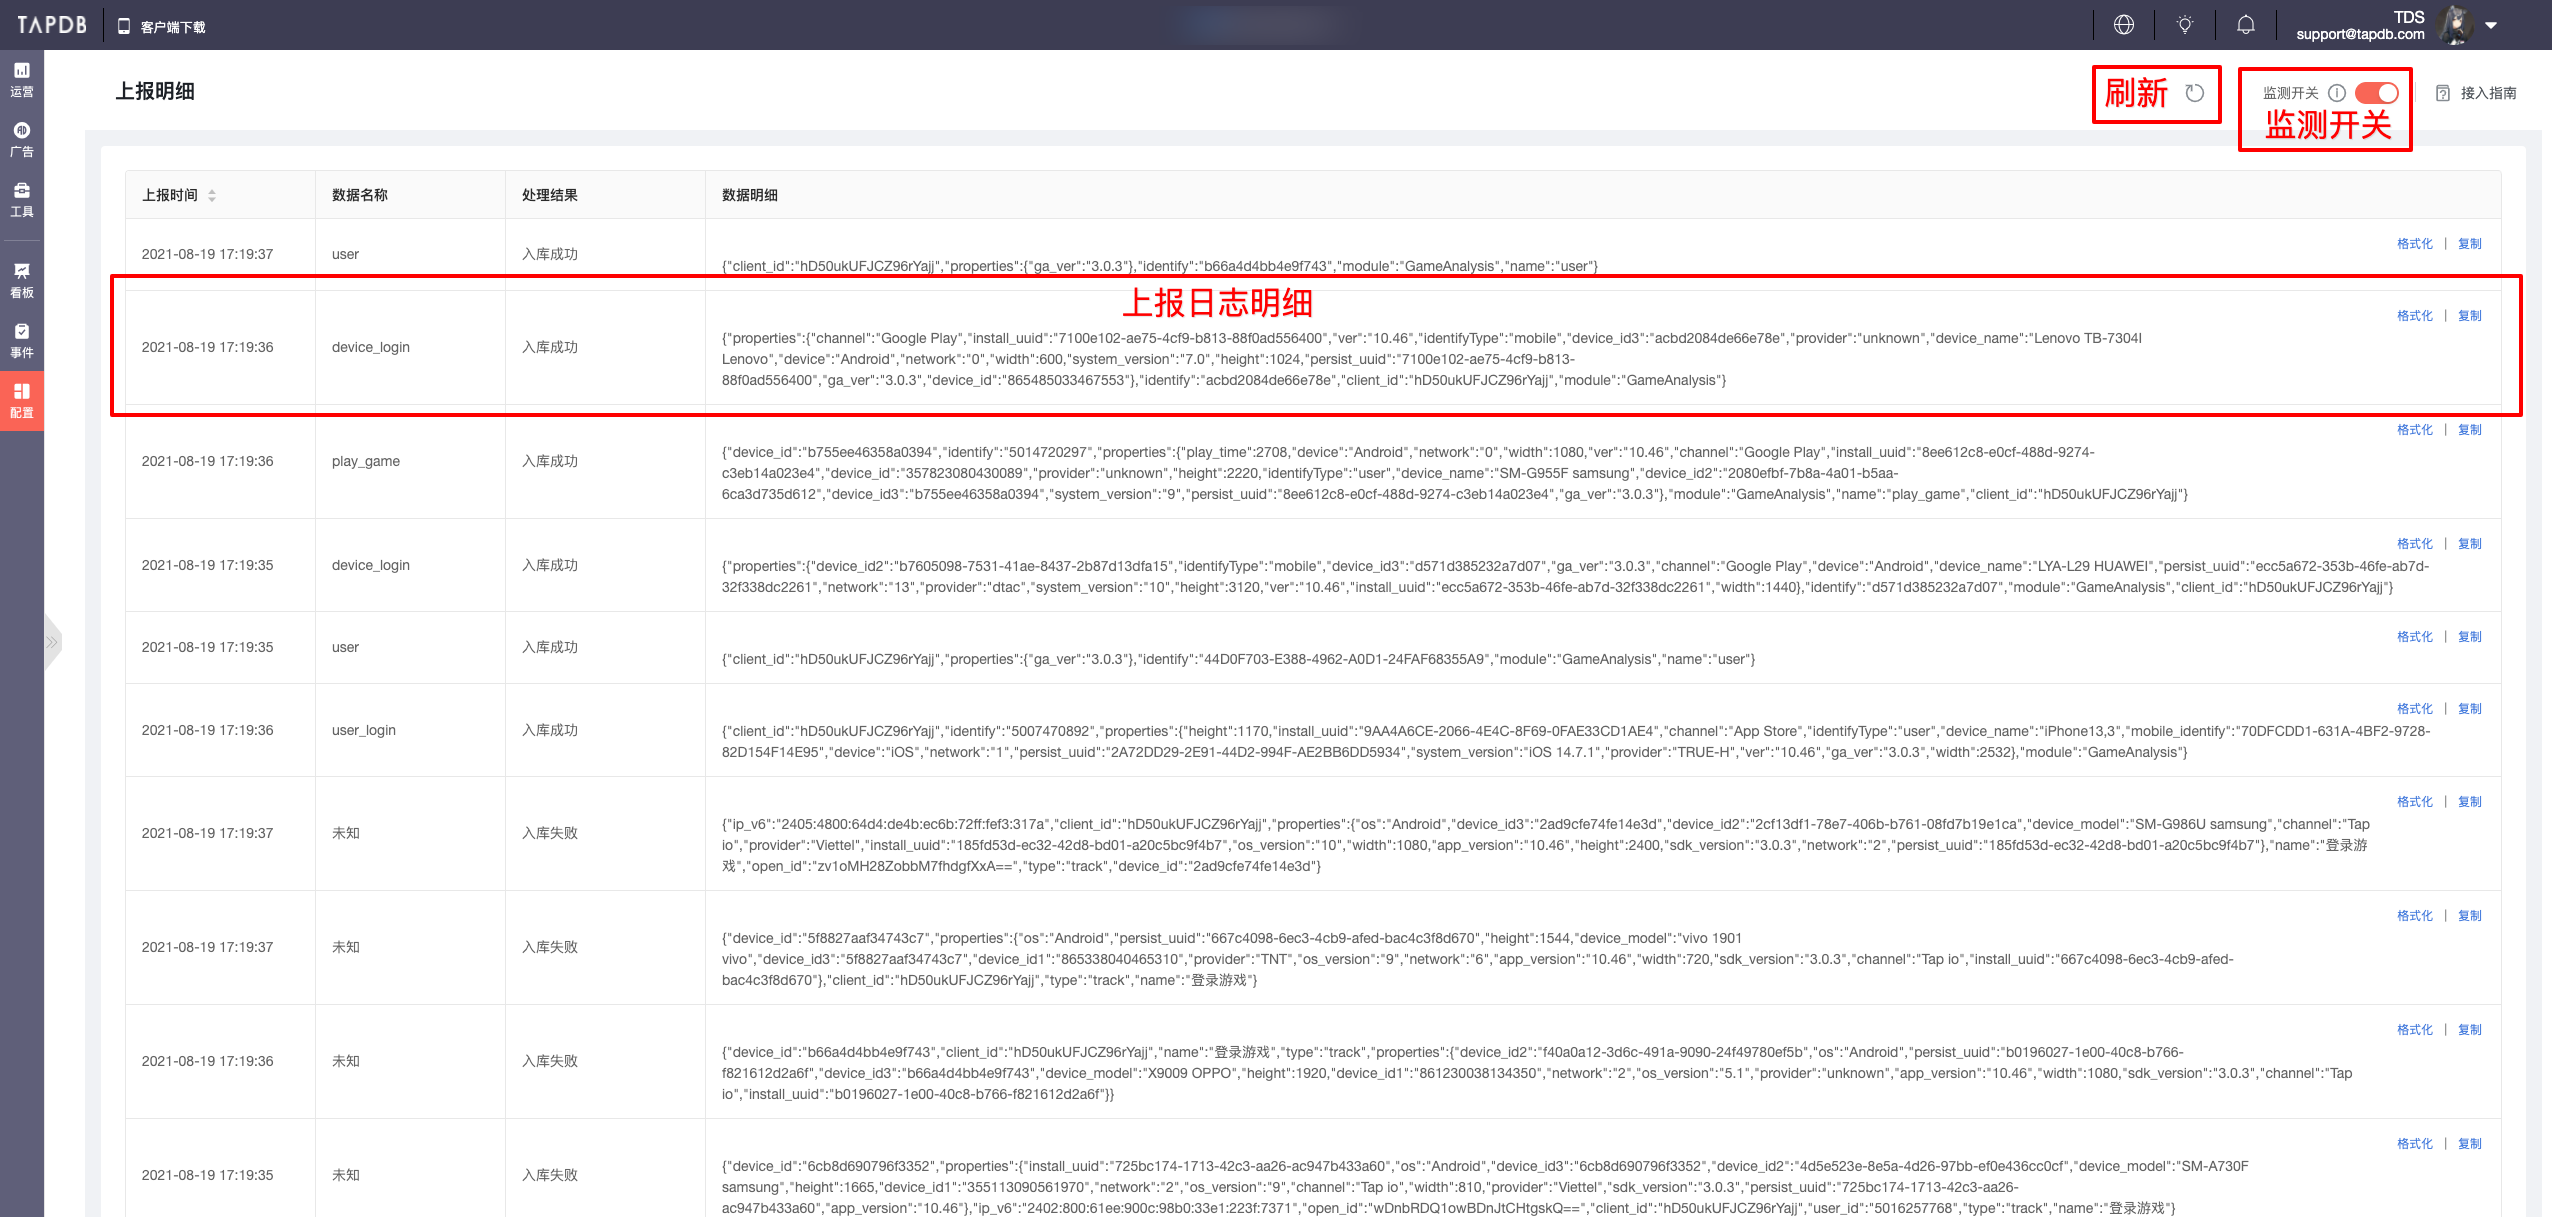 TAPDB
客户端下载
TDS
support@tapdb.com
运营
广告
工具
看板
事件
配置
上报明细
刷新
监测开关
监测开关
接入指南
上报时间 数据名称 处理结果 数据明细
格式化 | 复制
2021-08-19 17:19:37 user 入库成功
{"client_id":"hD50ukUFJCZ96rYajj","properties":{"ga_ver":"3.0.3"},"identify":"b66a4d4bb4e9f743","module":"GameAnalysis","name":"user"}
上报日志明细
格式化 | 复制
2021-08-19 17:19:36 device_login 入库成功
{"properties":{"channel":"Google Play","install_uuid":"7100e102-ae75-4cf9-b813-88f0ad556400","ver":"10.46","identifyType":"mobile","device_id3":"acbd2084de66e78e","provider":"unknown","device_name":"Lenovo TB-7304I
Lenovo","device":"Android","network":"0","width":600,"system_version":"7.0","height":1024,"persist_uuid":"7100e102-ae75-4cf9-b813-
88f0ad556400","ga_ver":"3.0.3","device_id":"865485033467553"},"identify":"acbd2084de66e78e","client_id":"hD50ukUFJCZ96rYajj","module":"GameAnalysis"}
格式化 | 复制
2021-08-19 17:19:36 play_game 入库成功
{"device_id":"b755ee46358a0394","identify":"5014720297","properties":{"play_time":2708,"device":"Android","network":"0","width":1080,"ver":"10.46","channel":"Google Play","install_uuid":"8ee612c8-e0cf-488d-9274-
c3eb14a023e4","device_id":"357823080430089","provider":"unknown","height":2220,"identifyType":"user","device_name":"SM-G955F samsung","device_id2":"2080efbf-7b8a-4a01-b5aa-
6ca3d735d612","device_id3":"b755ee46358a0394","system_version":"9","persist_uuid":"8ee612c8-e0cf-488d-9274-c3eb14a023e4","ga_ver":"3.0.3"},"module":"GameAnalysis","name":"play_game","client_id":"hD50ukUFJCZ96rYajj"}
格式化 | 复制
2021-08-19 17:19:35 device_login 入库成功
{"properties":{"device_id2":"b7605098-7531-41ae-8437-2b87d13dfa15","identifyType":"mobile","device_id3":"d571d385232a7d07","ga_ver":"3.0.3","channel":"Google Play","device":"Android","device_name":"LYA-L29 HUAWEI","persist_uuid":"ecc5a672-353b-46fe-ab7d-
32f338dc2261","network":"13","provider":"dtac","system_version":"10","height":3120,"ver":"10.46","install_uuid":"ecc5a672-353b-46fe-ab7d-32f338dc2261","width":1440},"identify":"d571d385232a7d07","module":"GameAnalysis","client_id":"hD50ukUFJCZ96rYajj"}
格式化 | 复制
2021-08-19 17:19:35 user 入库成功
{"client_id":"hD50ukUFJCZ96rYajj","properties":{"ga_ver":"3.0.3"},"identify":"44D0F703-E388-4962-A0D1-24FAF68355A9","module":"GameAnalysis","name":"user"}
格式化 | 复制
2021-08-19 17:19:36 user_login 入库成功
{"client_id":"hD50ukUFJCZ96rYajj","identify":"5007470892","properties":{"height":1170,"install_uuid":"9AA4A6CE-2066-4E4C-8F69-0FAE33CD1AE4","channel":"App Store","identifyType":"user","device_name":"iPhone13,3","mobile_identify":"70DFCDD1-631A-4BF2-9728-
82D154F14E95","device":"iOS","network":"1","persist_uuid":"2A72DD29-2E91-44D2-994F-AE2BB6DD5934","system_version":"iOS 14.7.1","provider":"TRUE-H","ver":"10.46","ga_ver":"3.0.3","width":2532},"module":"GameAnalysis"}
格式化 | 复制
2021-08-19 17:19:37 未知 入库失败
{"ip_v6":"2405:4800:64d4:de4b:ec6b:72ff:fef3:317a","client_id":"hD50ukUFJCZ96rYajj","properties":{"os":"Android","device_id3":"2ad9cfe74fe14e3d","device_id2":"2cf13df1-78e7-406b-b761-08fd7b19e1ca","device_model":"SM-G986U samsung","channel":"Tap
io","provider":"Viettel","install_uuid":"185fd53d-ec32-42d8-bd01-a20c5bc9f4b7","os_version":"10","width":1080,"app_version":"10.46","height":2400,"sdk_version":"3.0.3","network":"2","persist_uuid":"185fd53d-ec32-42d8-bd01-a20c5bc9f4b7"},"name":"登录游
戏","open_id":"zv1oMH28ZobbM7fhdgfXxA==","type":"track","device_id":"2ad9cfe74fe14e3d"}
格式化 | 复制
2021-08-19 17:19:37 未知 入库失败
{"device_id":"5f8827aaf34743c7","properties":{"os":"Android","persist_uuid":"667c4098-6ec3-4cb9-afed-bac4c3f8d670","height":1544,"device_model":"vivo 1901
vivo","device_id3":"5f8827aaf34743c7","device_id1":"865338040465310","provider":"TNT","os_version":"9","network":"6","app_version":"10.46","width":720,"sdk_version":"3.0.3","channel":"Tap io","install_uuid":"667c4098-6ec3-4cb9-afed-
bac4c3f8d670"},"client_id":"hD50ukUFJCZ96rYajj","type":"track","name":"登录游戏"}
格式化 | 复制
2021-08-19 17:19:36 未知 入库失败
{"device_id":"b66a4d4bb4e9f743","client_id":"hD50ukUFJCZ96rYajj","name":"登录游戏","type":"track","properties":{"device_id2":"f40a0a12-3d6c-491a-9090-24f49780ef5b","os":"Android","persist_uuid":"b0196027-1e00-40c8-b766-
f821612d2a6f","device_id3":"b66a4d4bb4e9f743","device_model":"X9009 OPPO","height":1920,"device_id1":"861230038134350","network":"2","os_version":"5.1","provider":"unknown","app_version":"10.46","width":1080,"sdk_version":"3.0.3","channel":"Tap
io","install_uuid":"b0196027-1e00-40c8-b766-f821612d2a6f"}}
格式化 | 复制
2021-08-19 17:19:35 未知 入库失败
{"device_id":"6cb8d690796f3352","properties":{"install_uuid":"725bc174-1713-42c3-aa26-ac947b433a60","os":"Android","device_id3":"6cb8d690796f3352","device_id2":"4d5e523e-8e5a-4d26-97bb-ef0e436cc0cf","device_model":"SM-A730F
samsung","height":1665,"device_id1":"355113090561970","network":"2","os_version":"9","channel":"Tap io","width":810,"provider":"Viettel","sdk_version":"3.0.3","persist_uuid":"725bc174-1713-42c3-aa26-
ac947b433a60","app_version":"10.46"},"ip_v6":"2402:800:61ee:900c:98b0:33e1:223f:7371","open_id":"wDnbRDQ1owBDnJtCHtgskQ==","client_id":"hD50ukUFJCZ96rYajj","user_id":"5016257768","type":"track","name":"登录游戏"}